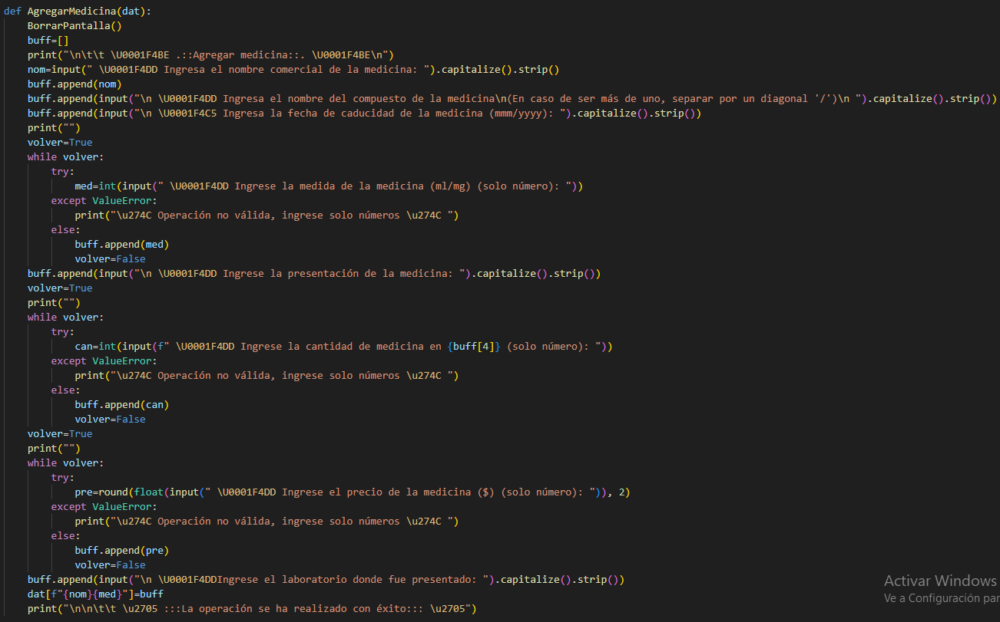 def AgregarMedicina(dat):
    BorrarPantalla()
    buff=[]
    print("\n\t\t \U0001F4BE .::Agregar medicina::. \U0001F4BE\n")
    nom=input(" \U0001F4DD Ingresa el nombre comercial de la medicina: ").capitalize().strip()
    buff.append(nom)
    buff.append(input("\n \U0001F4DD Ingresa el nombre del compuesto de la medicina\n(En caso de ser más de uno, separar por un diagonal '/')\n ").capitalize().strip())
    buff.append(input("\n \U0001F4C5 Ingresa la fecha de caducidad de la medicina (mmm/yyyy): ").capitalize().strip())
    print("")
    volver=True
    while volver:
        try:
            med=int(input(" \U0001F4DD Ingrese la medida de la medicina (ml/mg) (solo número): "))
        except ValueError:
            print("\u274C Operación no válida, ingrese solo números \u274C ")
        else:
            buff.append(med)
            volver=False
    buff.append(input("\n \U0001F4DD Ingrese la presentación de la medicina: ").capitalize().strip())
    volver=True
    print("")
    while volver:
        try:
            can=int(input(f" \U0001F4DD Ingrese la cantidad de medicina en {buff[4]} (solo número): "))
        except ValueError:
            print("\u274C Operación no válida, ingrese solo números \u274C ")
        else:
            buff.append(can)
            volver=False
    volver=True
    print("")
    while volver:
        try:
            pre=round(float(input(" \U0001F4DD Ingrese el precio de la medicina ($) (solo número): ")), 2)
        except ValueError:
            print("\u274C Operación no válida, ingrese solo números \u274C ")
        else:
            buff.append(pre)
            volver=False
    buff.append(input("\n \U0001F4DDIngrese el laboratorio donde fue presentado: ").capitalize().strip())
    dat[f"{nom}{med}"]=buff
    print("\n\n\t\t \u2705 :::La operación se ha realizado con éxito::: \u2705")
Activar Windows
Ve a Configuración par